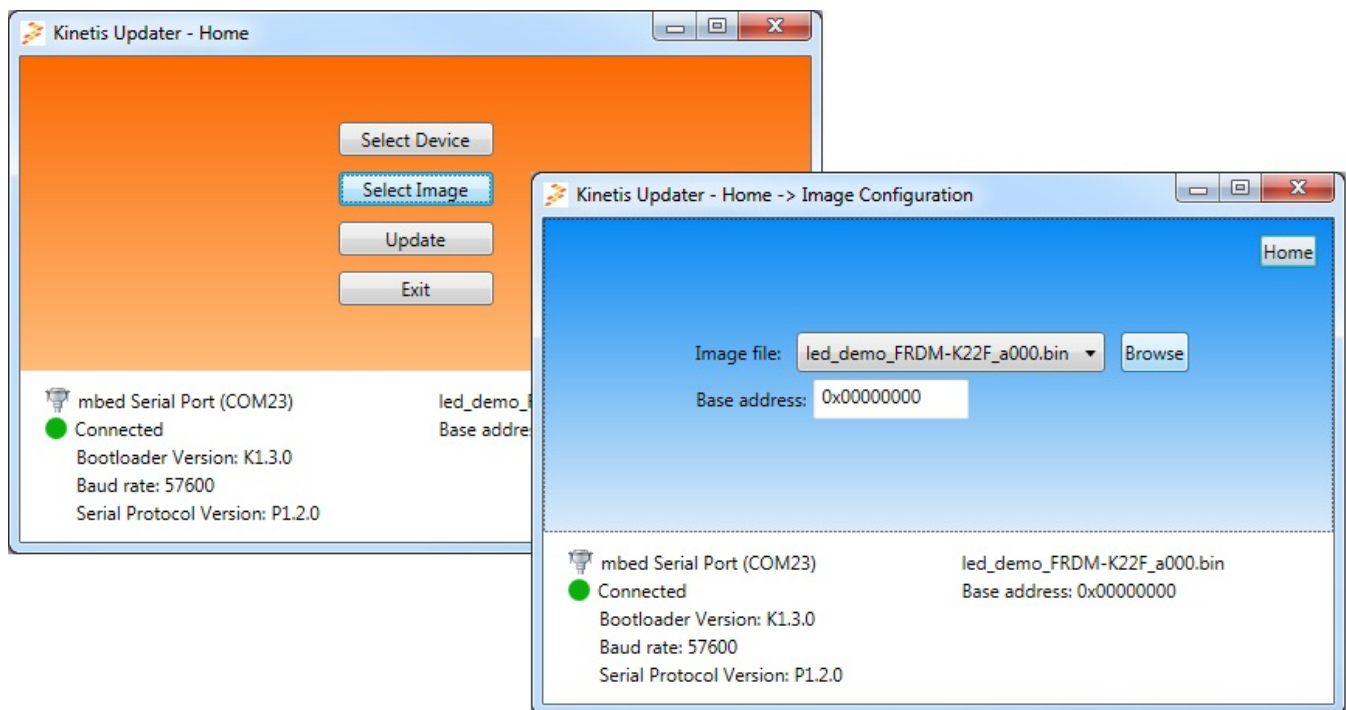 Kinetis Updater - Home
Select Device
Select Image
Update
Exit
mbed Serial Port (COM23)
Connected
Bootloader Version: K1.3.0
Baud rate: 57600
Serial Protocol Version: P1.2.0
led_demo_
Base addre
Kinetis Updater - Home -> Image Configuration
Home
Image file: led_demo_FRDM-K22F_a000.bin Browse
Base address: 0x00000000
mbed Serial Port (COM23)
Connected
Bootloader Version: K1.3.0
Baud rate: 57600
Serial Protocol Version: P1.2.0
led_demo_FRDM-K22F_a000.bin
Base address: 0x00000000